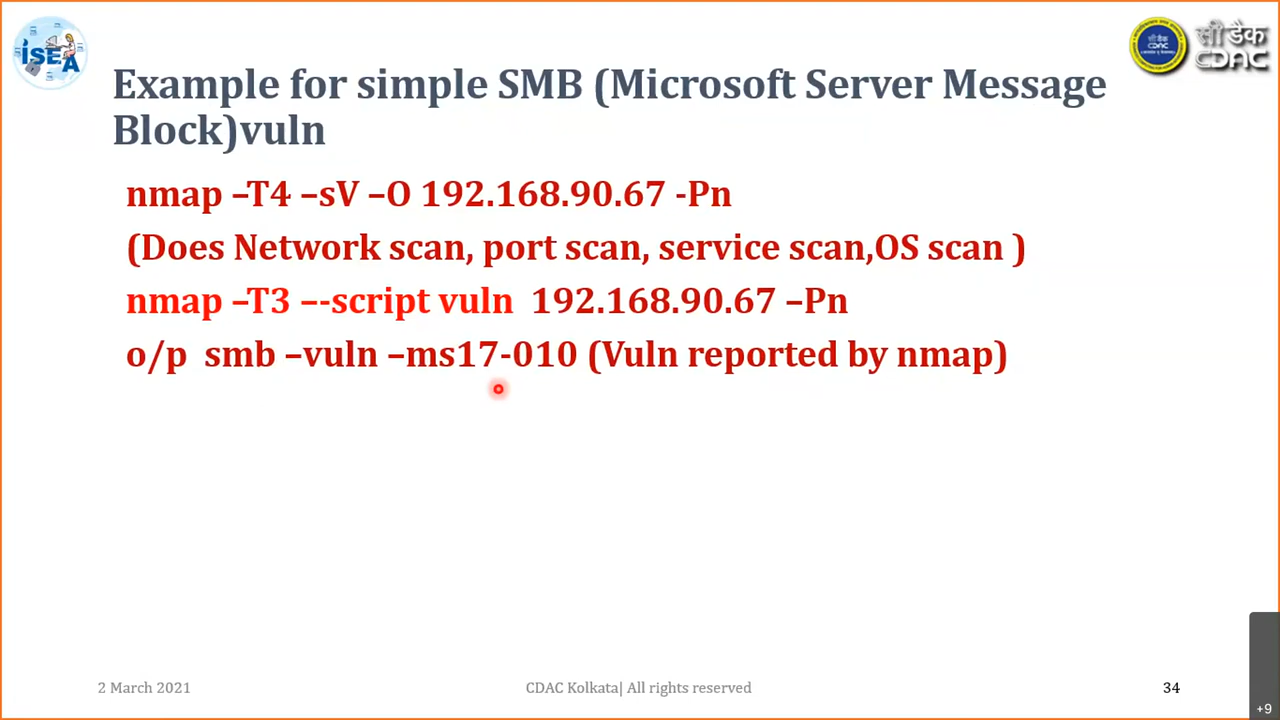 ISEA
CDAC
सी डैक
CDAC
Example for simple SMB (Microsoft Server Message
Block)vuln
nmap –T4 –sV –O 192.168.90.67 -Pn
(Does Network scan, port scan, service scan,OS scan )
nmap –T3 –-script vuln 192.168.90.67 –Pn
o/p smb –vuln –ms17-010 (Vuln reported by nmap)
2 March 2021
CDAC Kolkata| All rights reserved
34
+9